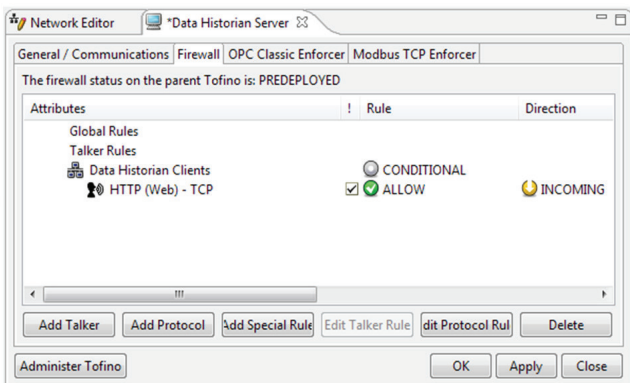 Network Editor *Data Historian Server
General / Communications Firewall OPC Classic Enforcer Modbus TCP Enforcer
The firewall status on the parent Tofino is: PREDEPLOYED
Attributes ! Rule Direction
Global Rules
Talker Rules
Data Historian Clients CONDITIONAL
HTTP (Web) - TCP ALLOW INCOMING
Add Talker Add Protocol Add Special Rule Edit Talker Rule dit Protocol Rul Delete
Administer Tofino OK Apply Close